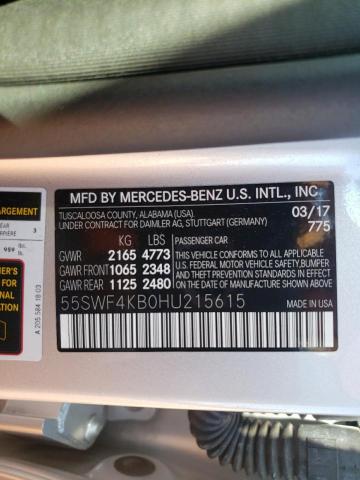 MFD BY MERCEDES-BENZ U.S. INTL., INC.
TUSCALOOSA COUNTY, ALABAMA (USA).
UNDER CONTRACT FOR DAIMLER AG, STUTTGART (GERMANY)
03/17
775
KG LBS PASSENGER CAR
GVWR 2165 4773
GAWR FRONT 1065 2348
GAWR REAR 1125 2480
THIS VEHICLE CONFORMS TO ALL APPLICABLE
U.S. FEDERAL MOTOR VEHICLE SAFETY,
BUMPER, AND THEFT PREVENTION STANDARDS
IN EFFECT ON THE DATE OF MANUFACTURE
SHOWN ABOVE.
55SWF4KB0HU215615
MADE IN USA
ARGEMENT
3
lbs.
A 205 584 18 03